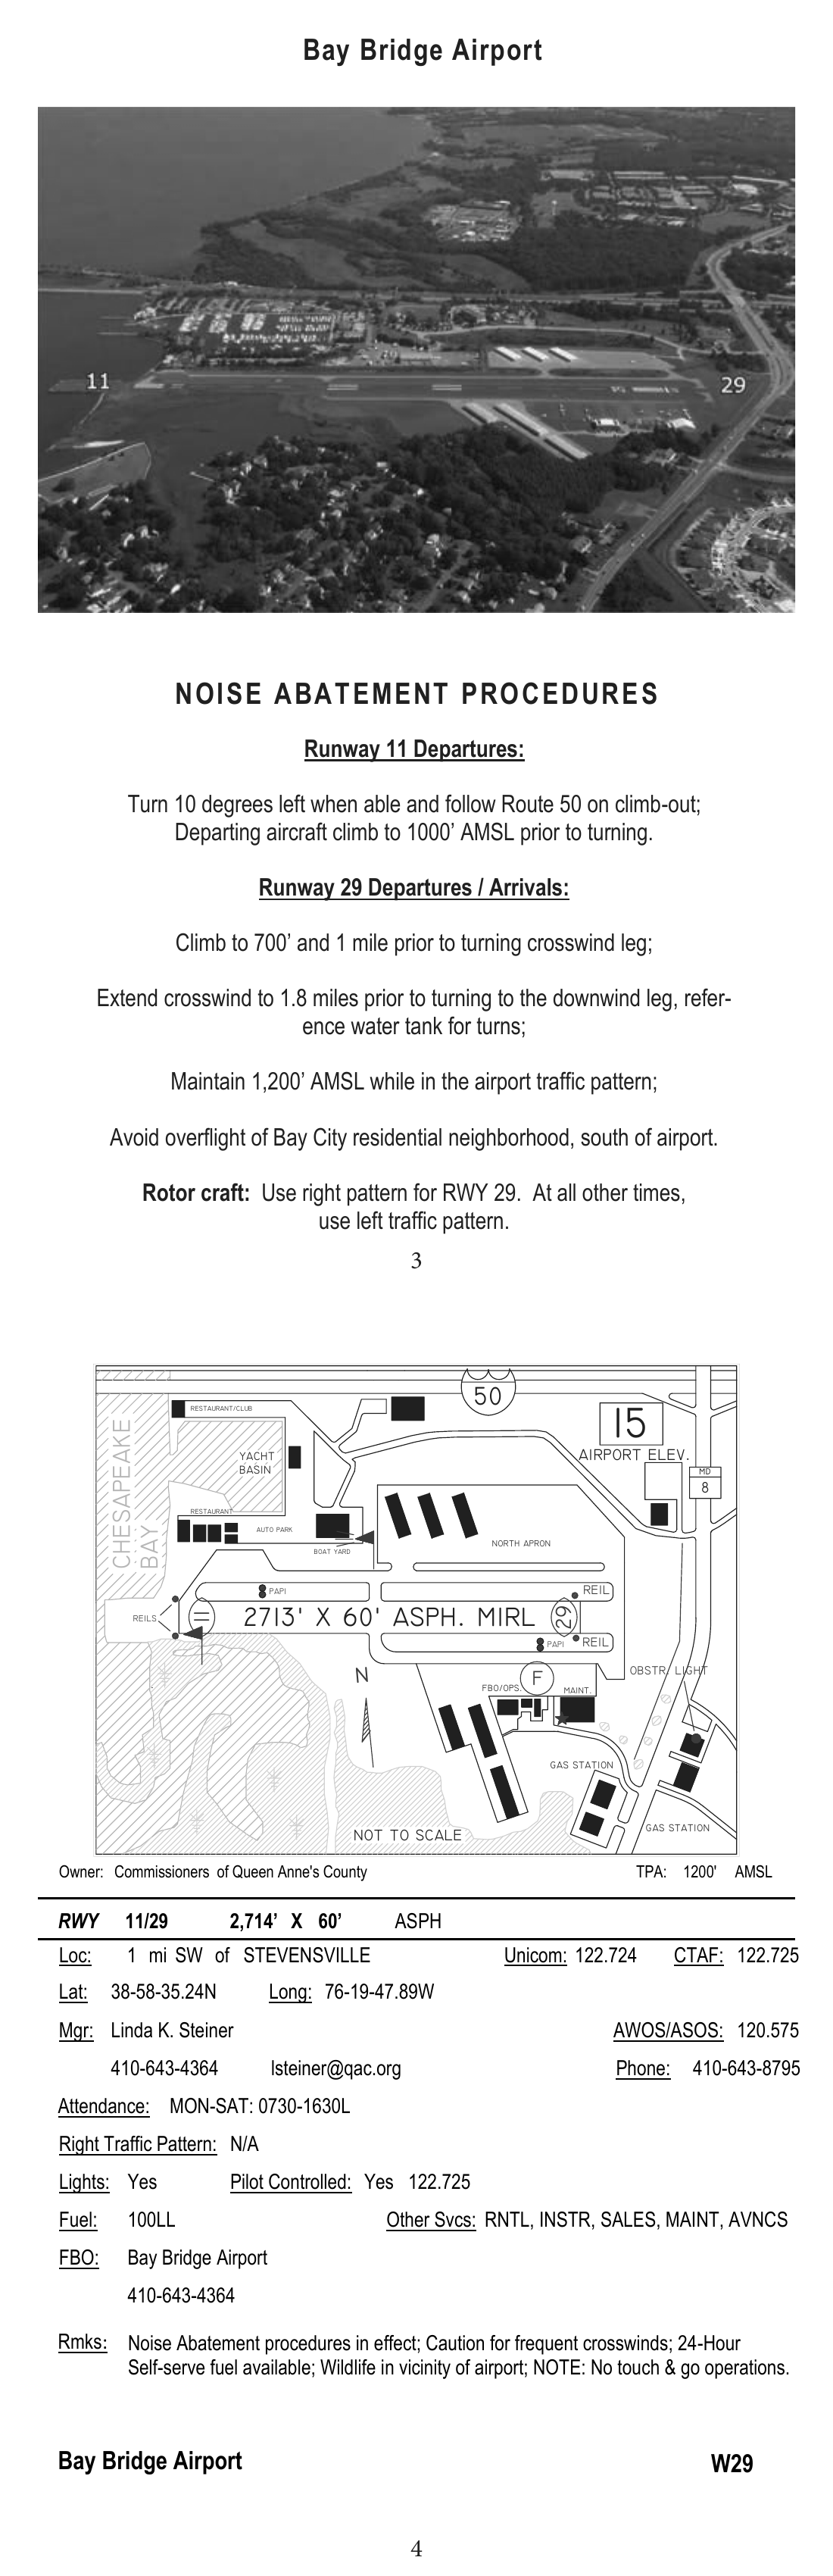 Bay Bridge Airport
11
29
NOISE ABATEMENT PROCEDURES
Runway 11 Departures:
Turn 10 degrees left when able and follow Route 50 on climb-out;
Departing aircraft climb to 1000’ AMSL prior to turning.
Runway 29 Departures / Arrivals:
Climb to 700’ and 1 mile prior to turning crosswind leg;
Extend crosswind to 1.8 miles prior to turning to the downwind leg, refer-
ence water tank for turns;
Maintain 1,200’ AMSL while in the airport traffic pattern;
Avoid overflight of Bay City residential neighborhood, south of airport.
Rotor craft: Use right pattern for RWY 29. At all other times,
use left traffic pattern.
3
50
RESTAURANT/CLUB
15
AIRPORT ELEV.
CHESAPEAKE
BAY
YACHT
BASIN
MD
8
RESTAURANT
AUTO PARK
BOAT YARD
NORTH APRON
PAPI
REIL
REILS
11
2713' X 60' ASPH. MIRL
29
PAPI
REIL
N
F
OBSTR. LIGHT
FBO/OPS.
MAINT.
GAS STATION
GAS STATION
NOT TO SCALE
Owner: Commissioners of Queen Anne's County TPA: 1200' AMSL
RWY 11/29 2,714’ X 60’ ASPH
Loc: 1 mi SW of STEVENSVILLE Unicom: 122.724 CTAF: 122.725
Lat: 38-58-35.24N Long: 76-19-47.89W
Mgr: Linda K. Steiner AWOS/ASOS: 120.575
410-643-4364 lsteiner@qac.org Phone: 410-643-8795
Attendance: MON-SAT: 0730-1630L
Right Traffic Pattern: N/A
Lights: Yes Pilot Controlled: Yes 122.725
Fuel: 100LL Other Svcs: RNTL, INSTR, SALES, MAINT, AVNCS
FBO: Bay Bridge Airport
410-643-4364
Rmks: Noise Abatement procedures in effect; Caution for frequent crosswinds; 24-Hour
Self-serve fuel available; Wildlife in vicinity of airport; NOTE: No touch & go operations.
Bay Bridge Airport W29
4